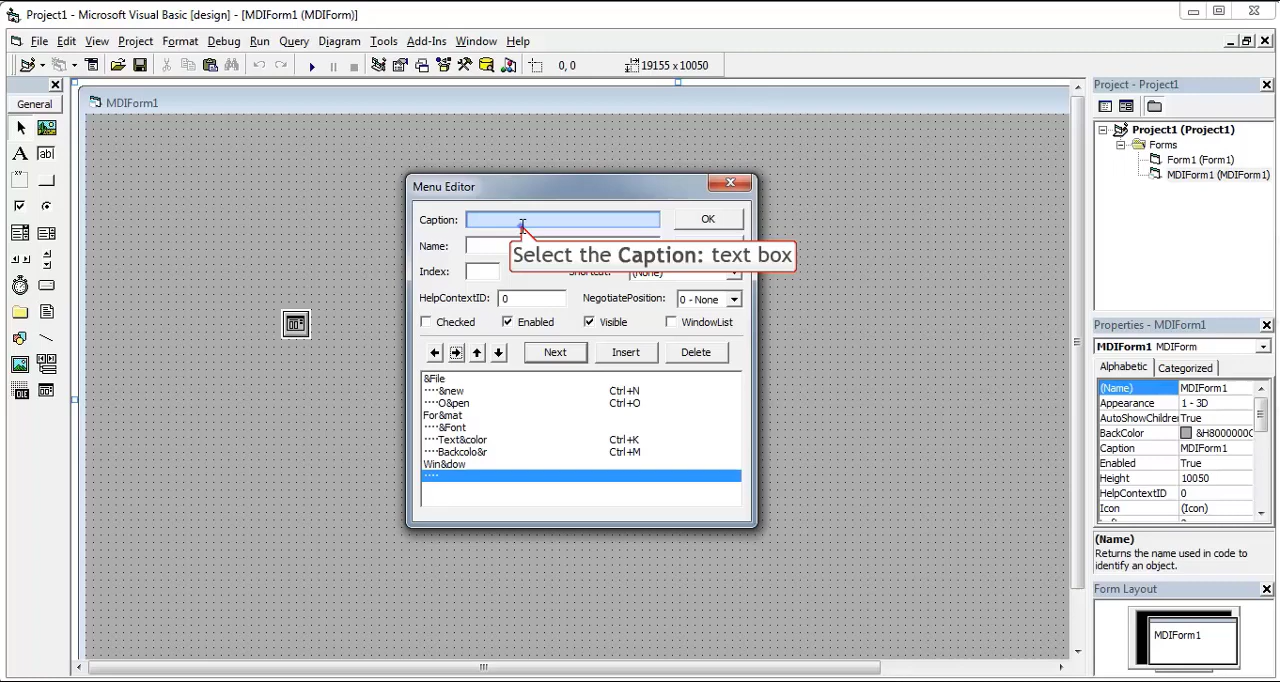 Project1 - Microsoft Visual Basic [design] - [MDIForm1 (MDIForm)]
File Edit View Project Format Debug Run Query Diagram Tools Add-Ins Window Help
0, 0 19155 x 10050
General
MDIForm1
Menu Editor
Caption: OK
Select the Caption: text box
Name:
Index: (None)
HelpContextID: 0 NegotiatePosition: 0 - None
Checked Enabled Visible WindowList
Next Insert Delete
&File
····&new Ctrl+N
····O&pen Ctrl+O
For&mat
····&Font
····Text&color Ctrl+K
····Backcolo&r Ctrl+M
Win&dow
····
Project - Project1
Project1 (Project1)
Forms
Form1 (Form1)
MDIForm1 (MDIForm1)
Properties - MDIForm1
MDIForm1 MDIForm
Alphabetic Categorized
(Name) MDIForm1
Appearance 1 - 3D
AutoShowChildren True
BackColor &H8000000C
Caption MDIForm1
Enabled True
Height 10050
HelpContextID 0
Icon (Icon)
(Name)
Returns the name used in code to
identify an object.
Form Layout
MDIForm1